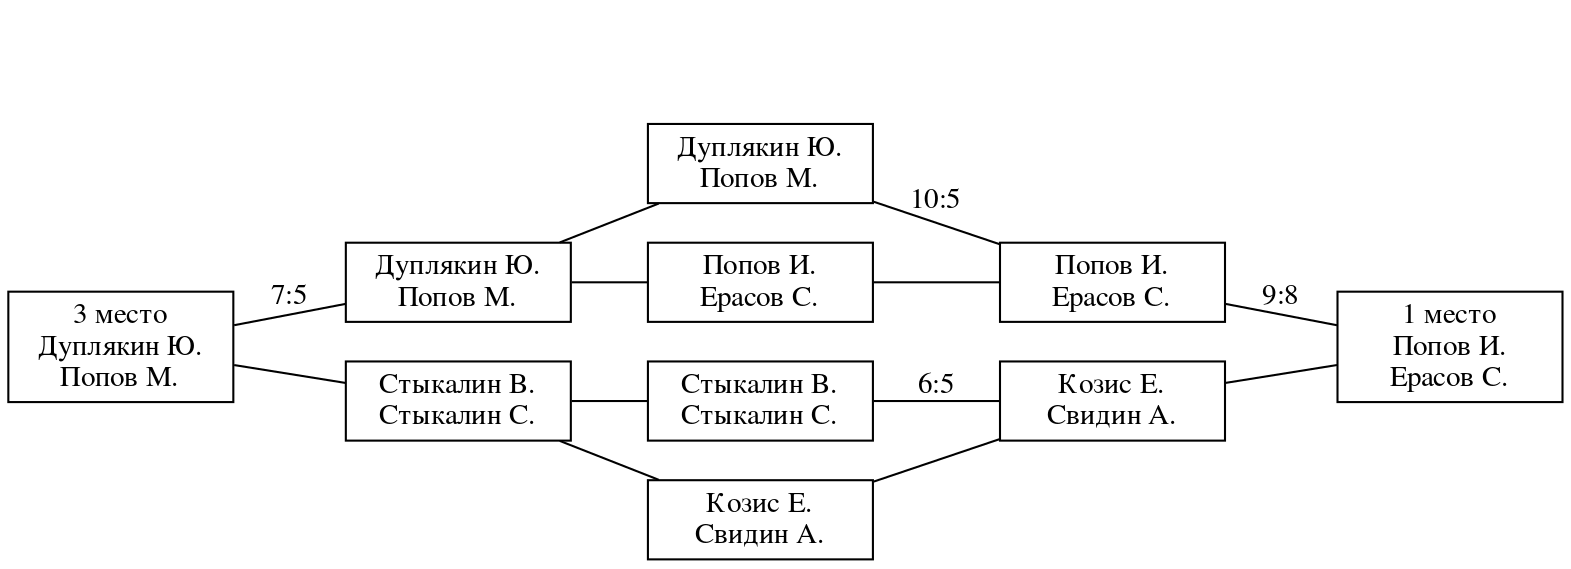 Дуплякин Ю.
Попов М.
10:5
Дуплякин Ю.
Попов М.
Попов И.
Ерасов С.
Попов И.
Ерасов С.
7:5
9:8
3 место
Дуплякин Ю.
Попов М.
1 место
Попов И.
Ерасов С.
Стыкалин В.
Стыкалин С.
Стыкалин В.
Стыкалин С.
6:5
Козис Е.
Свидин А.
Козис Е.
Свидин А.